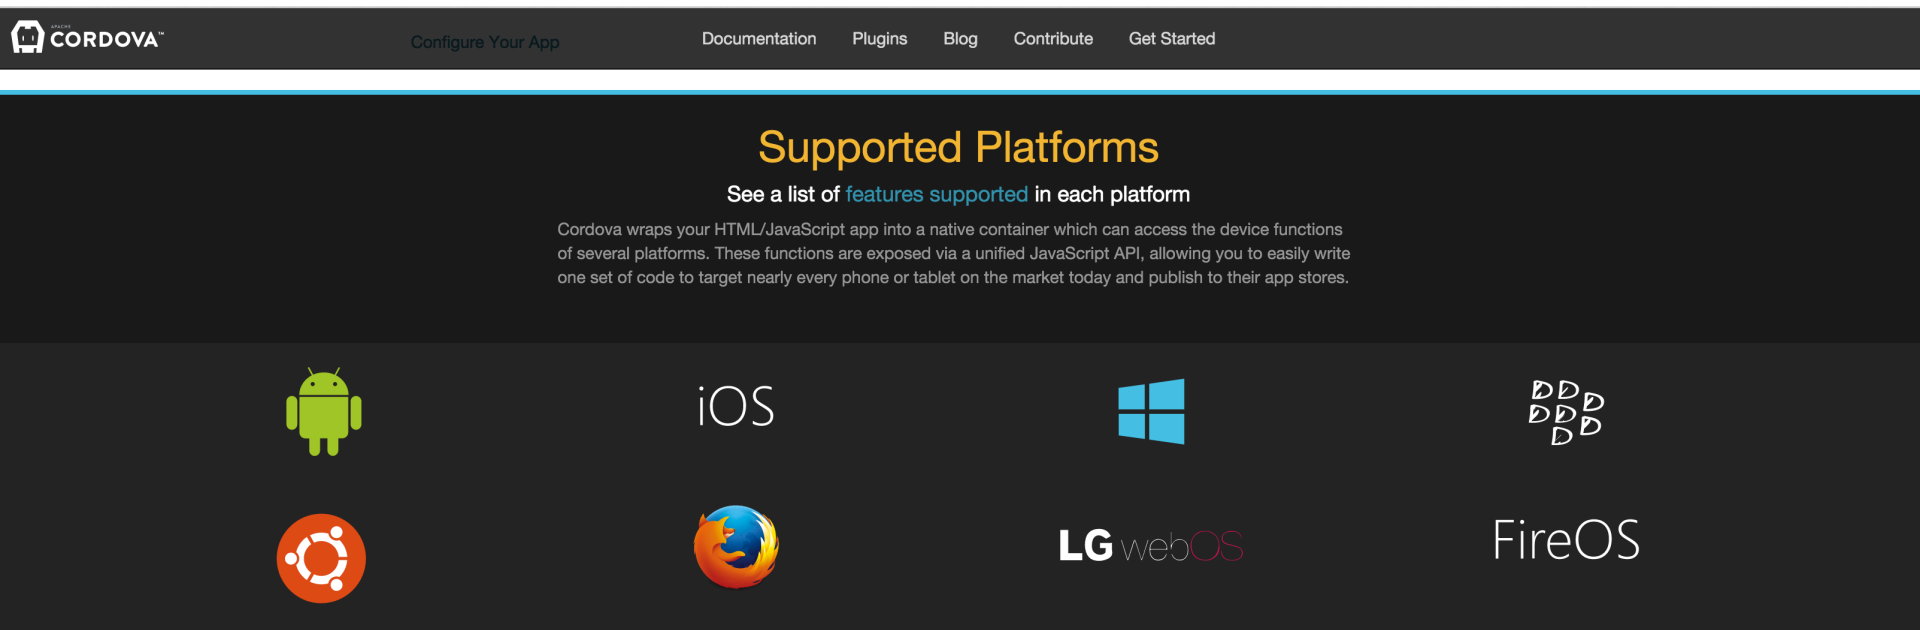 APACHE
CORDOVA™
Configure Your App
Documentation Plugins Blog Contribute Get Started
Supported Platforms
See a list of features supported in each platform
Cordova wraps your HTML/JavaScript app into a native container which can access the device functions
of several platforms. These functions are exposed via a unified JavaScript API, allowing you to easily write
one set of code to target nearly every phone or tablet on the market today and publish to their app stores.
iOS
LG webOS
FireOS